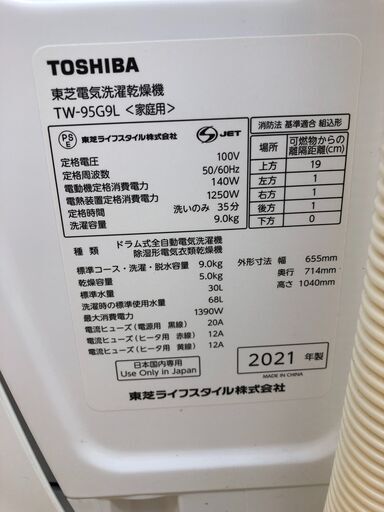 TOSHIBA
東芝電気洗濯乾燥機
TW-95G9L <家庭用>
PS E 東芝ライフスタイル株式会社 S JET
定格電圧 100V
定格周波数 50/60Hz
電動機定格消費電力 140W
電熱装置定格消費電力 1250W
定格時間 洗いのみ 35分
洗濯容量 9.0kg
消防法 基準適合 組込形
場所 可燃物からの離隔距離(cm)
上方 19
左方 1
右方 1
後方 1
下方 0
種類 ドラム式全自動電気洗濯機
除湿形電気衣類乾燥機
標準コース・洗濯・脱水容量 9.0kg
乾燥容量 5.0kg
標準水量 30L
洗濯時の標準使用水量 68L
最大消費電力 1390W
電流ヒューズ (電源用 黒線) 20A
電流ヒューズ (ヒータ用 赤線) 12A
電流ヒューズ (ヒータ用 黄線) 12A
外形寸法 幅 655mm
奥行 714mm
高さ 1040mm
日本国内専用
Use Only in Japan
2021 年製
MADE IN CHINA
東芝ライフスタイル株式会社